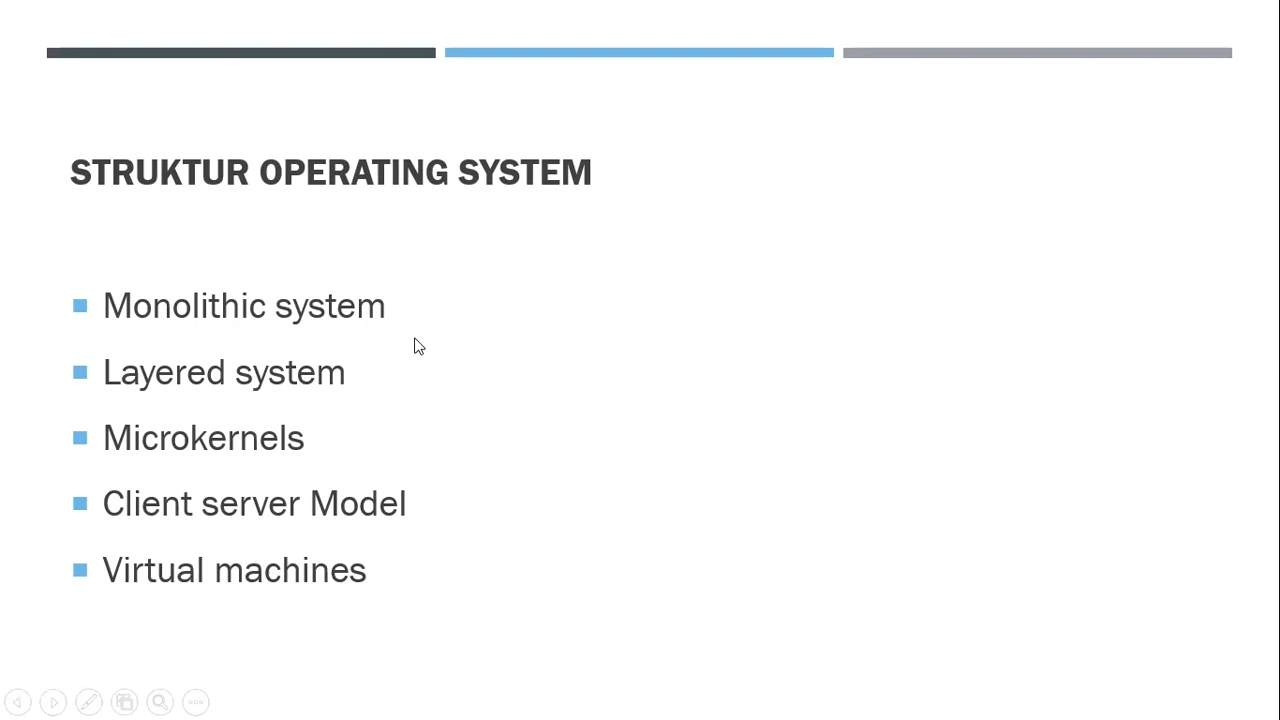 STRUKTUR OPERATING SYSTEM
Monolithic system
Layered system
Microkernels
Client server Model
Virtual machines